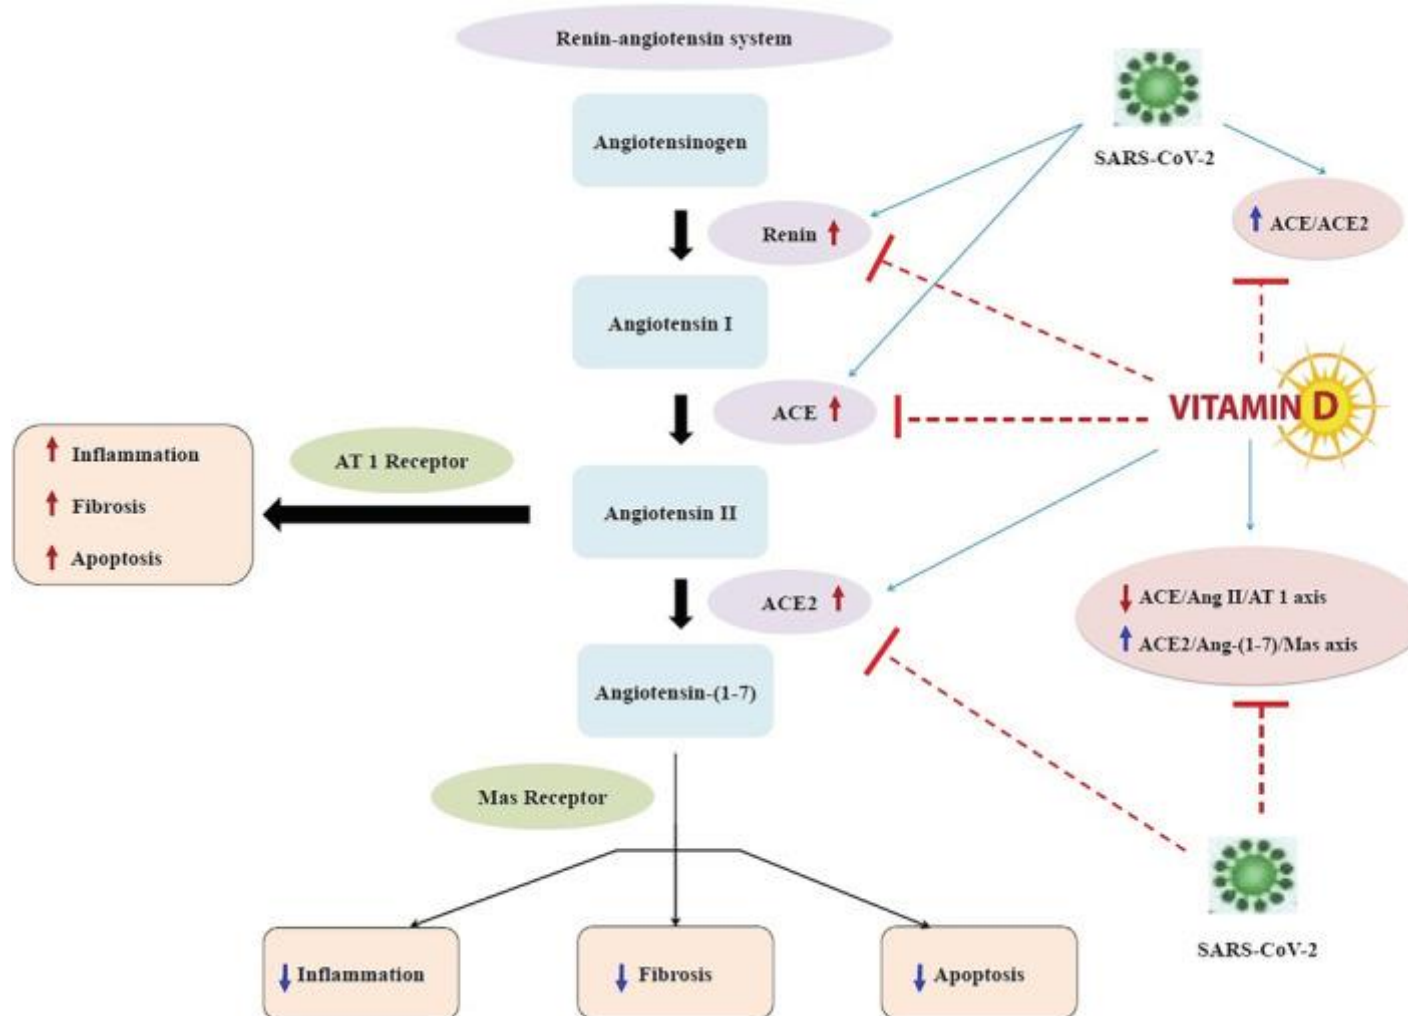 Renin-angiotensin system
Angiotensinogen
SARS-CoV-2
Renin
ACE/ACE2
Angiotensin I
VITAMIN D
ACE
Inflammation
Fibrosis
Apoptosis
AT 1 Receptor
Angiotensin II
ACE2
ACE/Ang II/AT 1 axis
ACE2/Ang-(1-7)/Mas axis
Angiotensin-(1-7)
Mas Receptor
SARS-CoV-2
Inflammation
Fibrosis
Apoptosis